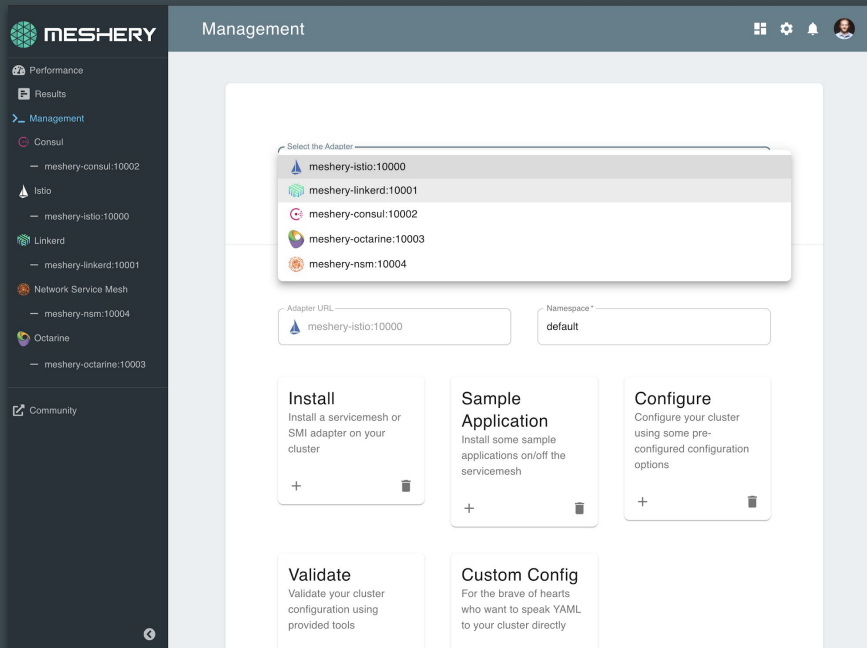 MESHERY
Management
Performance
Results
Management
Consul
meshery-consul:10002
Istio
meshery-istio:10000
Linkerd
meshery-linkerd:10001
Network Service Mesh
meshery-nsm:10004
Octarine
meshery-octarine:10003
Community
Select the Adapter
meshery-istio:10000
meshery-linkerd:10001
meshery-consul:10002
meshery-octarine:10003
meshery-nsm:10004
Adapter URL
meshery-istio:10000
Namespace*
default
Install
Install a servicemesh or
SMI adapter on your
cluster
Sample
Application
Install some sample
applications on/off the
servicemesh
Configure
Configure your cluster
using some pre-
configured configuration
options
Validate
Validate your cluster
configuration using
provided tools
Custom Config
For the brave of hearts
who want to speak YAML
to your cluster directly